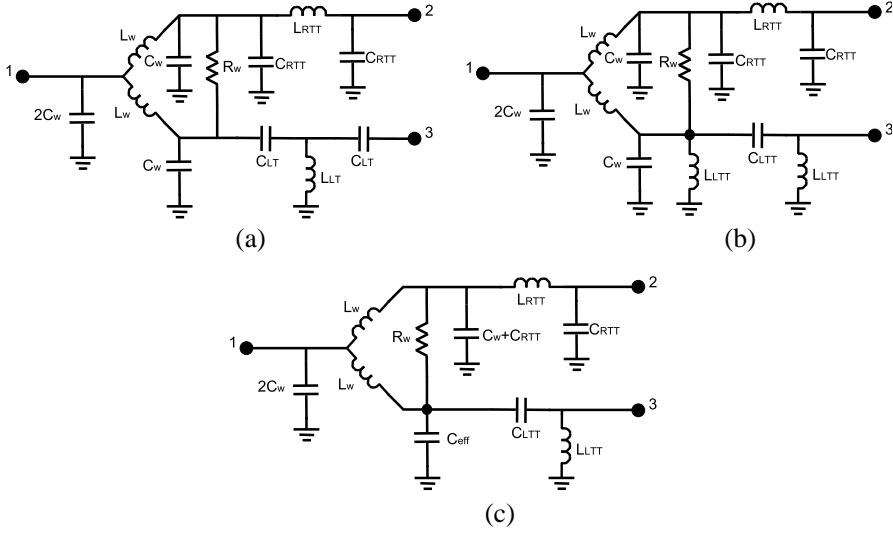 2
LRTT
Lw
Cw
Rw
CRTT
CRTT
1
2Cw
Lw
3
CLT
CLT
Cw
LLT
(a)
2
LRTT
Lw
Cw
Rw
CRTT
CRTT
1
2Cw
Lw
3
CLTT
Cw
LLTT
LLTT
(b)
2
LRTT
Lw
Rw
Cw+CRTT
CRTT
1
2Cw
Lw
3
CLTT
Ceff
LLTT
(c)